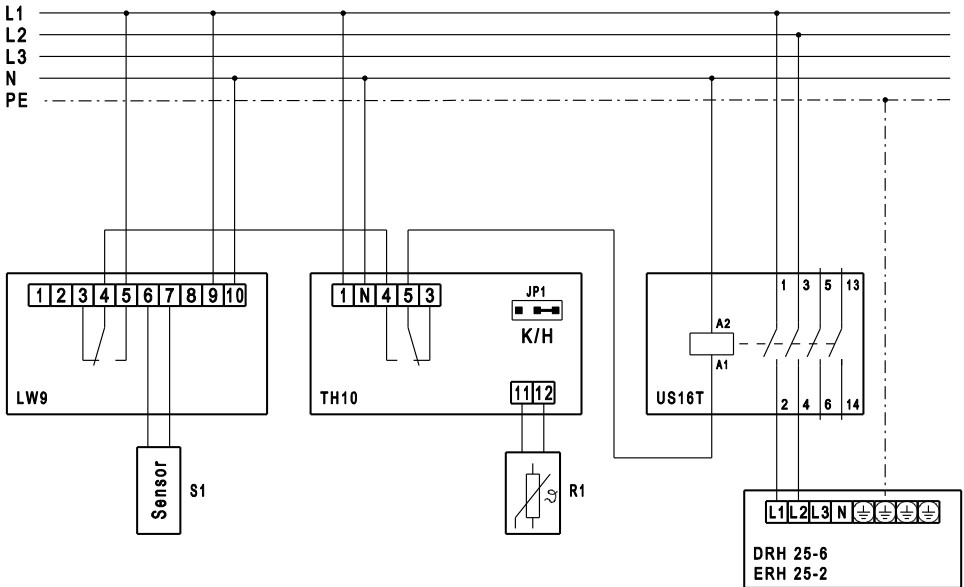 L1
L2
L3
N
PE
1 2 3 4 5 6 7 8 9 10
LW9
Sensor
S1
1 N 4 5 3
JP1
K/H
TH10
11 12
R1
ϑ
1 3 5 13
A2
A1
US16T
2 4 6 14
L1 L2 L3 N
DRH 25-6
ERH 25-2